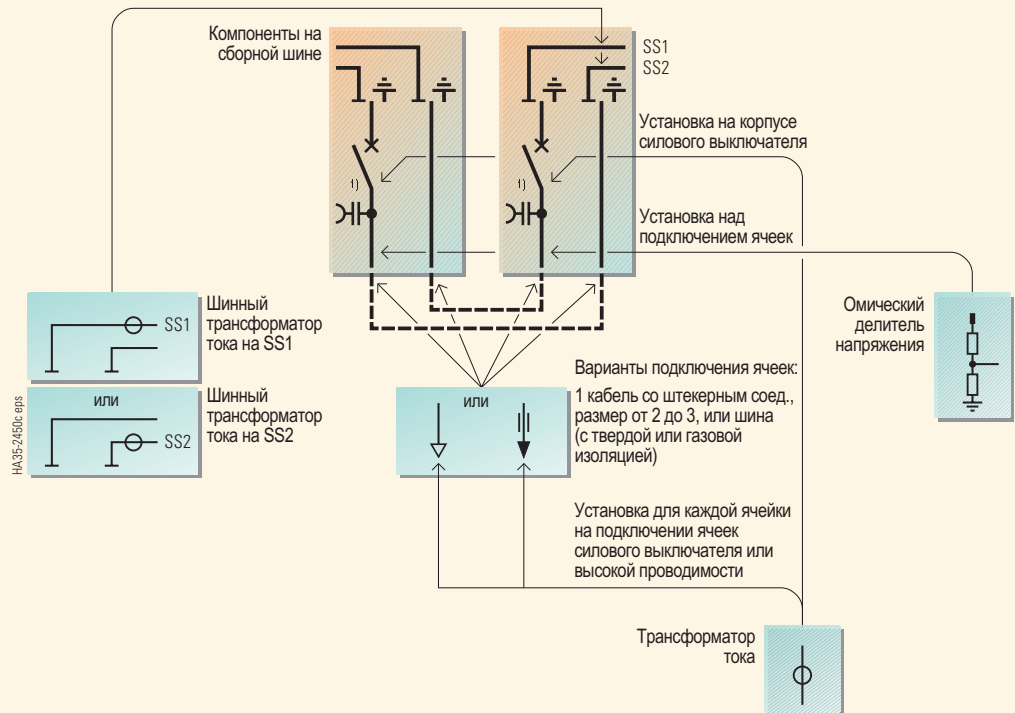 Компоненты на
сборной шине
SS1
SS2
Установка на корпусе
силового выключателя
1)
1)
Установка над
подключением ячеек
SS1
Шинный
трансформатор
тока на SS1
Омический
делитель
напряжения
или
SS2
Шинный
трансформатор
тока на SS2
HA35-2450c eps
или
Варианты подключения ячеек:
1 кабель со штекерным соед.,
размер от 2 до 3, или шина
(с твердой или газовой
изоляцией)
Установка для каждой ячейки
на подключении ячеек
силового выключателя или
высокой проводимости
Трансформатор
тока